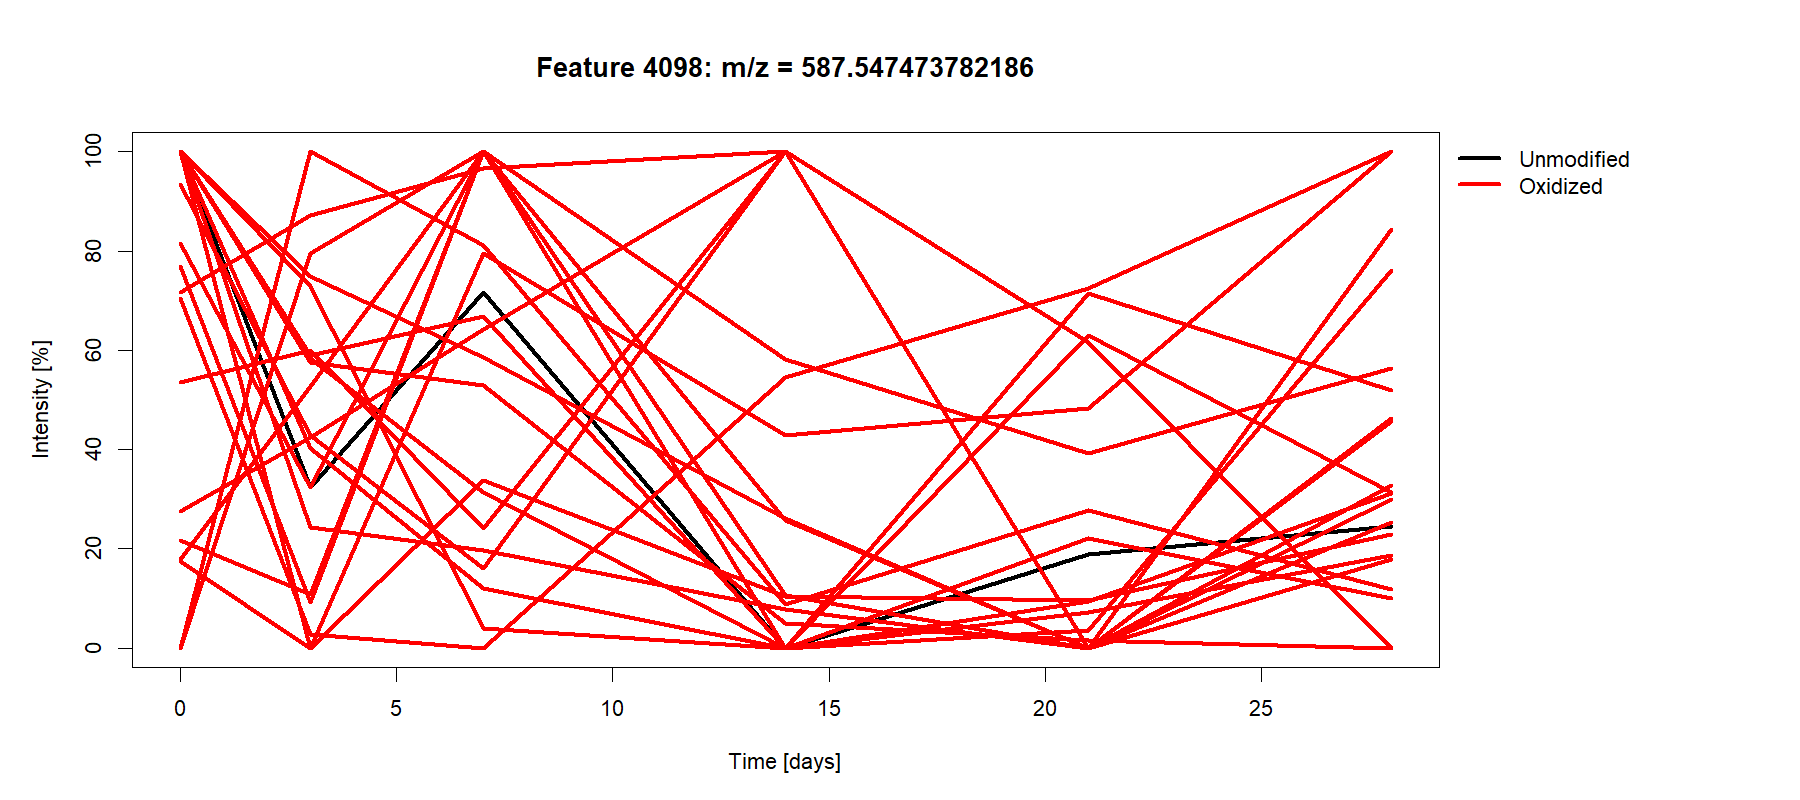 Feature 4098: m/z = 587.547473782186
Unmodified
Oxidized
Intensity [%]
100
80
60
40
20
0
0 5 10 15 20 25
Time [days]